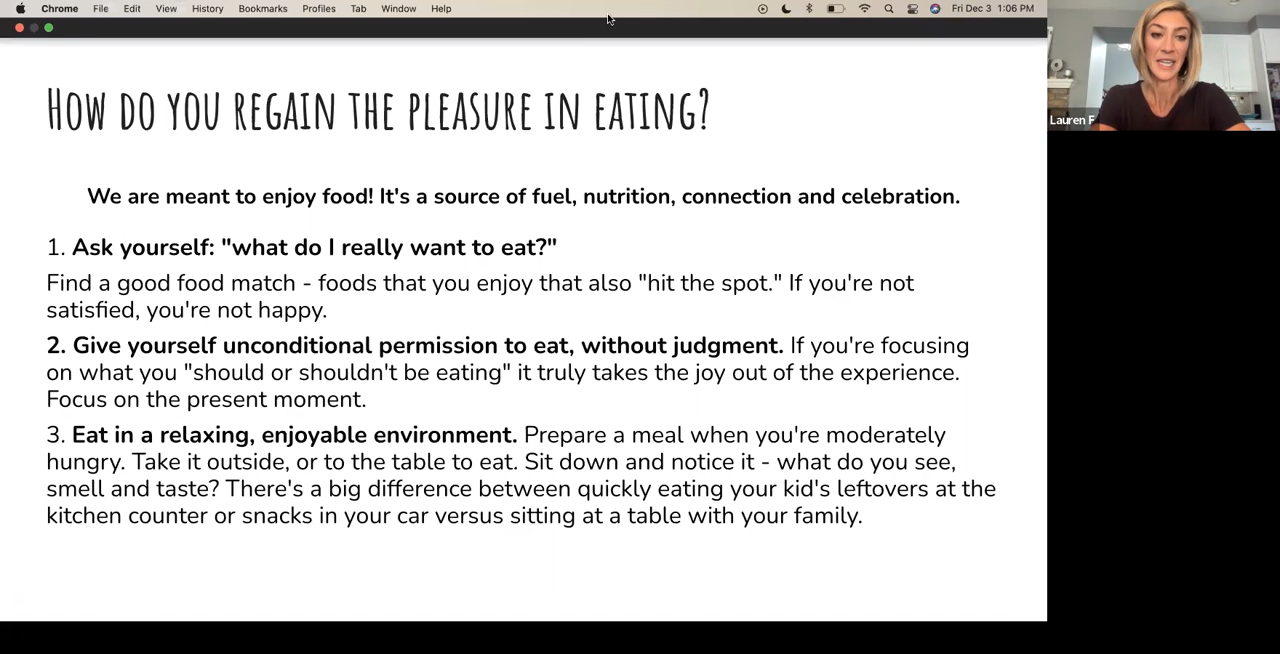 Chrome File Edit View History Bookmarks Profiles Tab Window Help Fri Dec 3 1:06 PM
How do you regain the pleasure in eating?
We are meant to enjoy food! It's a source of fuel, nutrition, connection and celebration.
1. Ask yourself: "what do I really want to eat?"
Find a good food match - foods that you enjoy that also "hit the spot." If you're not
satisfied, you're not happy.
2. Give yourself unconditional permission to eat, without judgment. If you're focusing
on what you "should or shouldn't be eating" it truly takes the joy out of the experience.
Focus on the present moment.
3. Eat in a relaxing, enjoyable environment. Prepare a meal when you're moderately
hungry. Take it outside, or to the table to eat. Sit down and notice it - what do you see,
smell and taste? There's a big difference between quickly eating your kid's leftovers at the
kitchen counter or snacks in your car versus sitting at a table with your family.
Lauren F